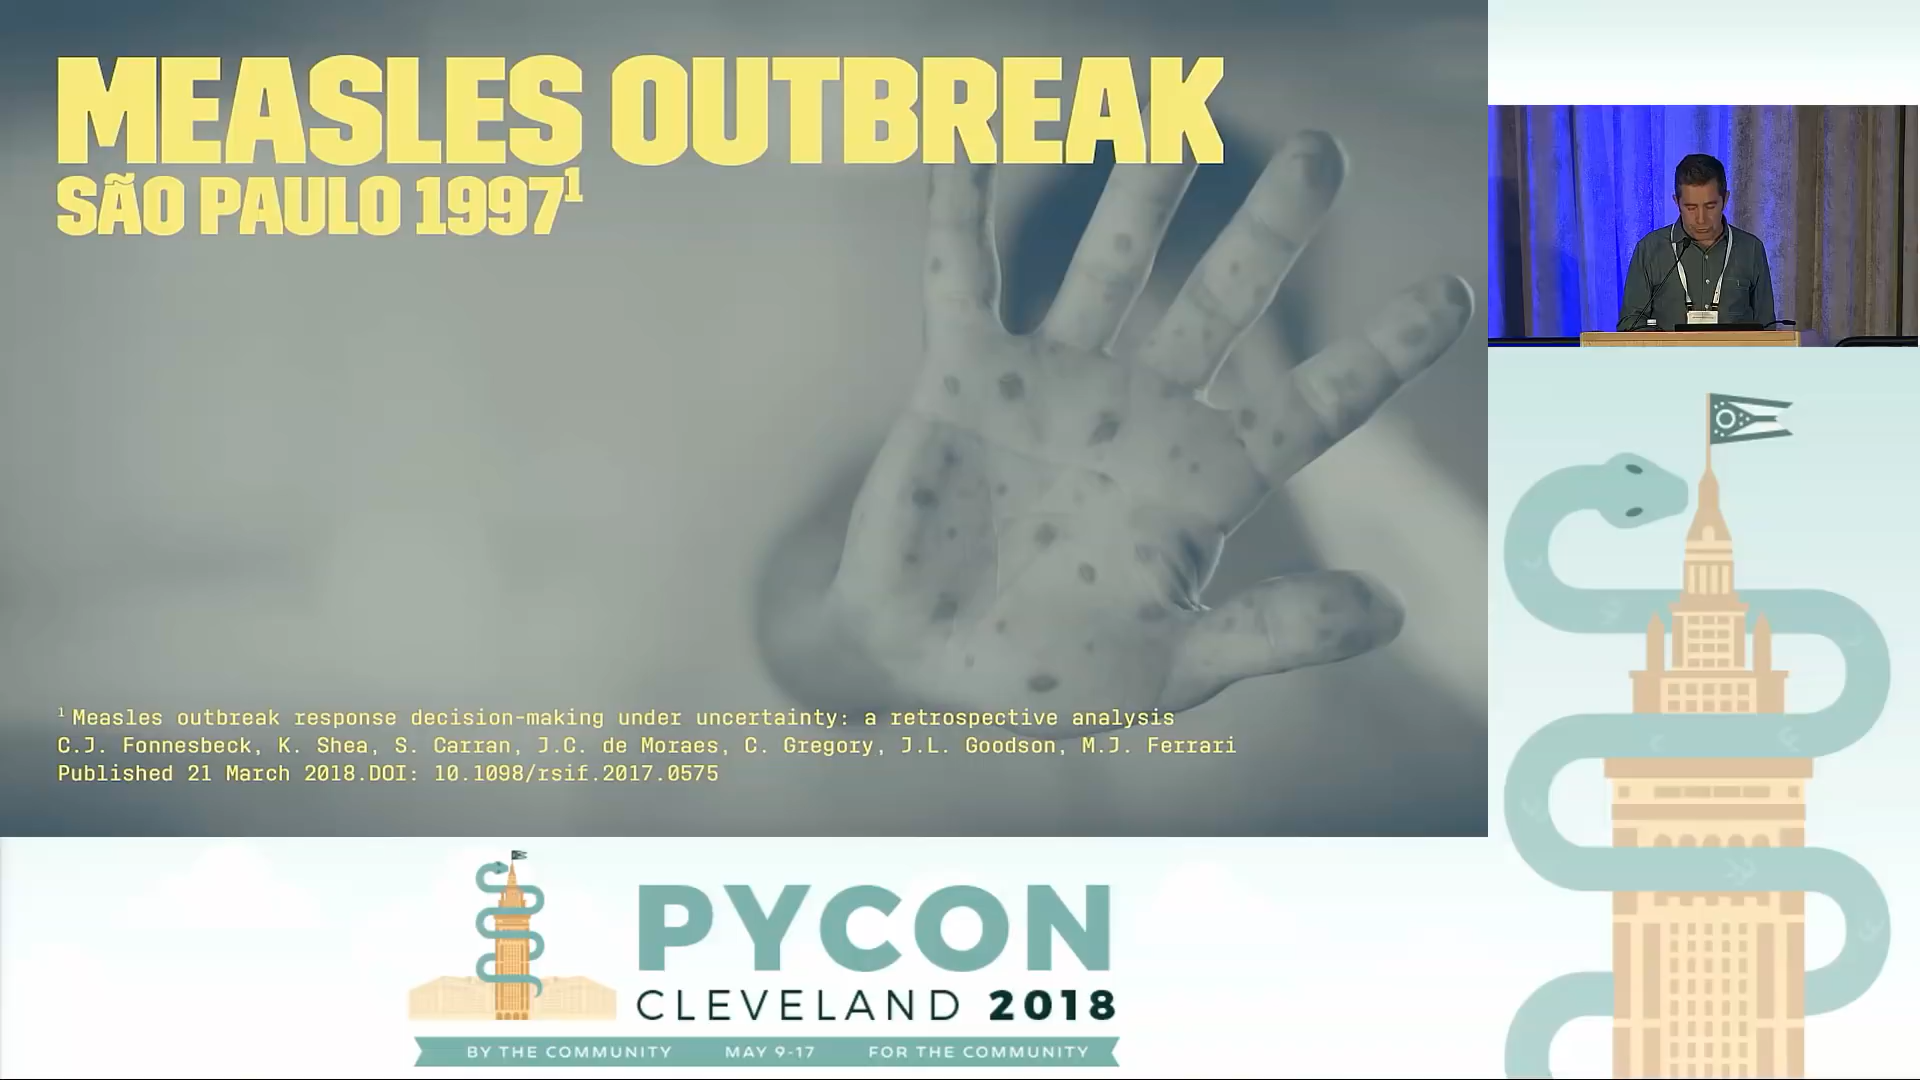 MEASLES OUTBREAK
SÃO PAULO 1997¹
¹ Measles outbreak response decision-making under uncertainty: a retrospective analysis
C.J. Fonnesbeck, K. Shea, S. Carran, J.C. de Moraes, C. Gregory, J.L. Goodson, M.J. Ferrari
Published 21 March 2018.DOI: 10.1098/rsif.2017.0575
PYCON
CLEVELAND 2018
BY THE COMMUNITY MAY 9-17 FOR THE COMMUNITY